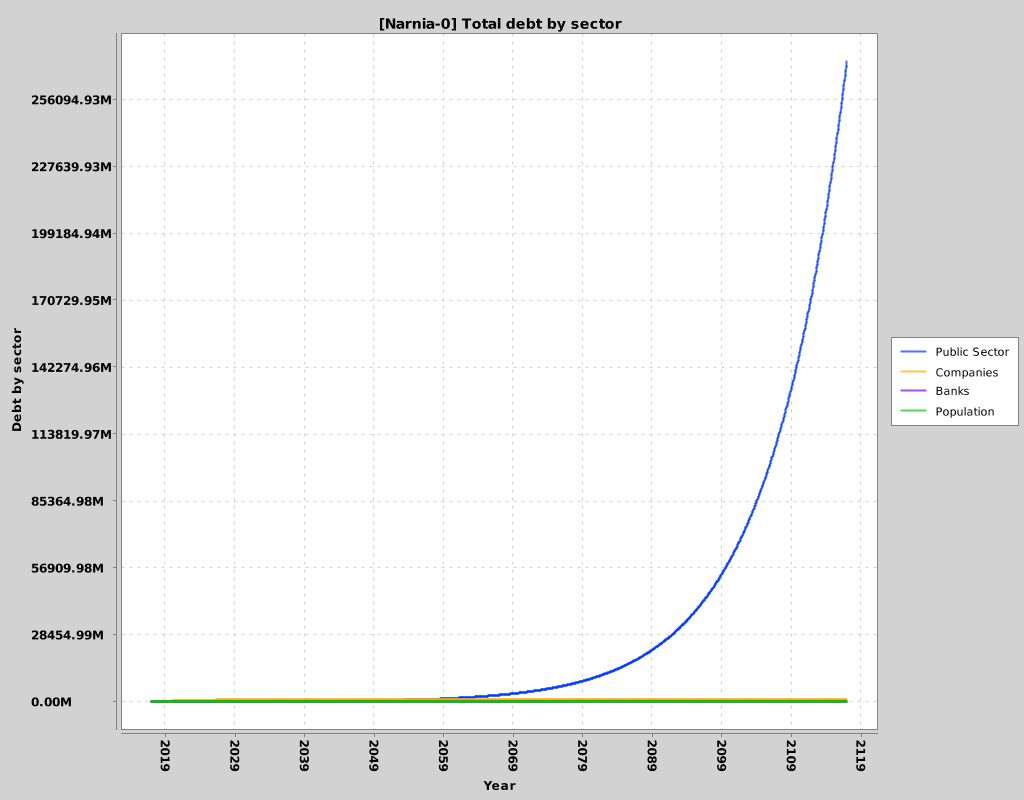 [Narnia-0] Total debt by sector
256094.93M
227639.93M
199184.94M
170729.95M
142274.96M
113819.97M
85364.98M
56909.98M
28454.99M
0.00M
Debt by sector
2019
2029
2039
2049
2059
2069
2079
2089
2099
2109
2119
Year
Public Sector
Companies
Banks
Population